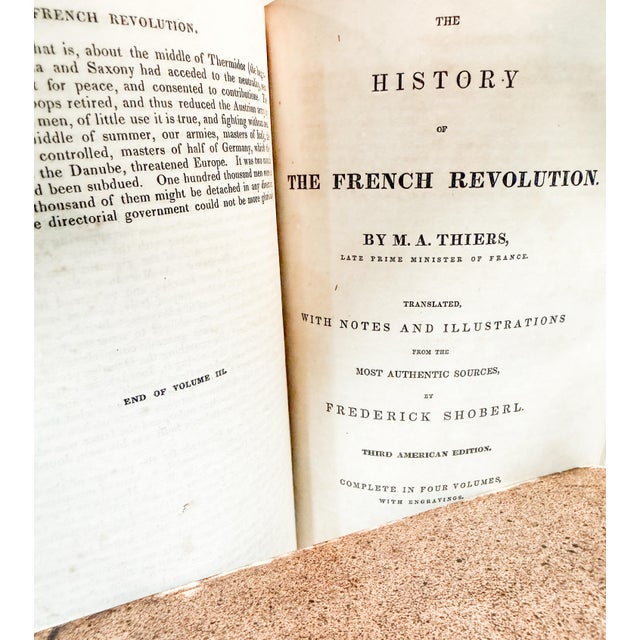 FRENCH REVOLUTION.
hat is, about the middle of Thermidor (the
a and Saxony had acceded to the neutrality,
t for peace, and consented to contributions.
oops retired, and thus reduced the Austrian
men, of little use it is true, and fighting without
iddle of summer, our armies, masters of Italy,
controlled, masters of half of Germany, which
the Danube, threatened Europe. It was two
d been subdued. One hundred thousand men
thousand of them might be detached in any
e directorial government could not be more
END OF VOLUME III.
THE
HISTORY
OF
THE FRENCH REVOLUTION.
BY M. A. THIERS,
LATE PRIME MINISTER OF FRANCE.
TRANSLATED,
WITH NOTES AND ILLUSTRATIONS
FROM THE
MOST AUTHENTIC SOURCES,
BY
FREDERICK SHOBERL.
THIRD AMERICAN EDITION.
COMPLETE IN FOUR VOLUMES,
WITH ENGRAVINGS.